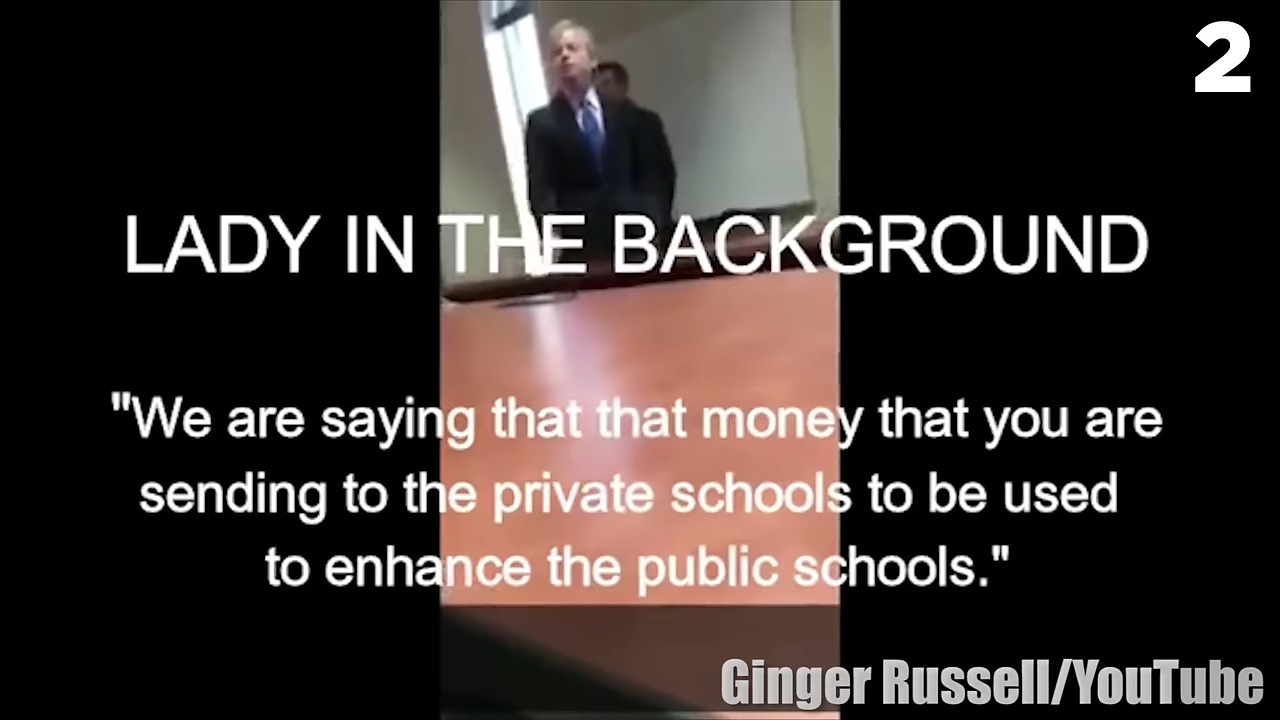 2
LADY IN THE BACKGROUND
"We are saying that that money that you are
sending to the private schools to be used
to enhance the public schools."
Ginger Russell/YouTube